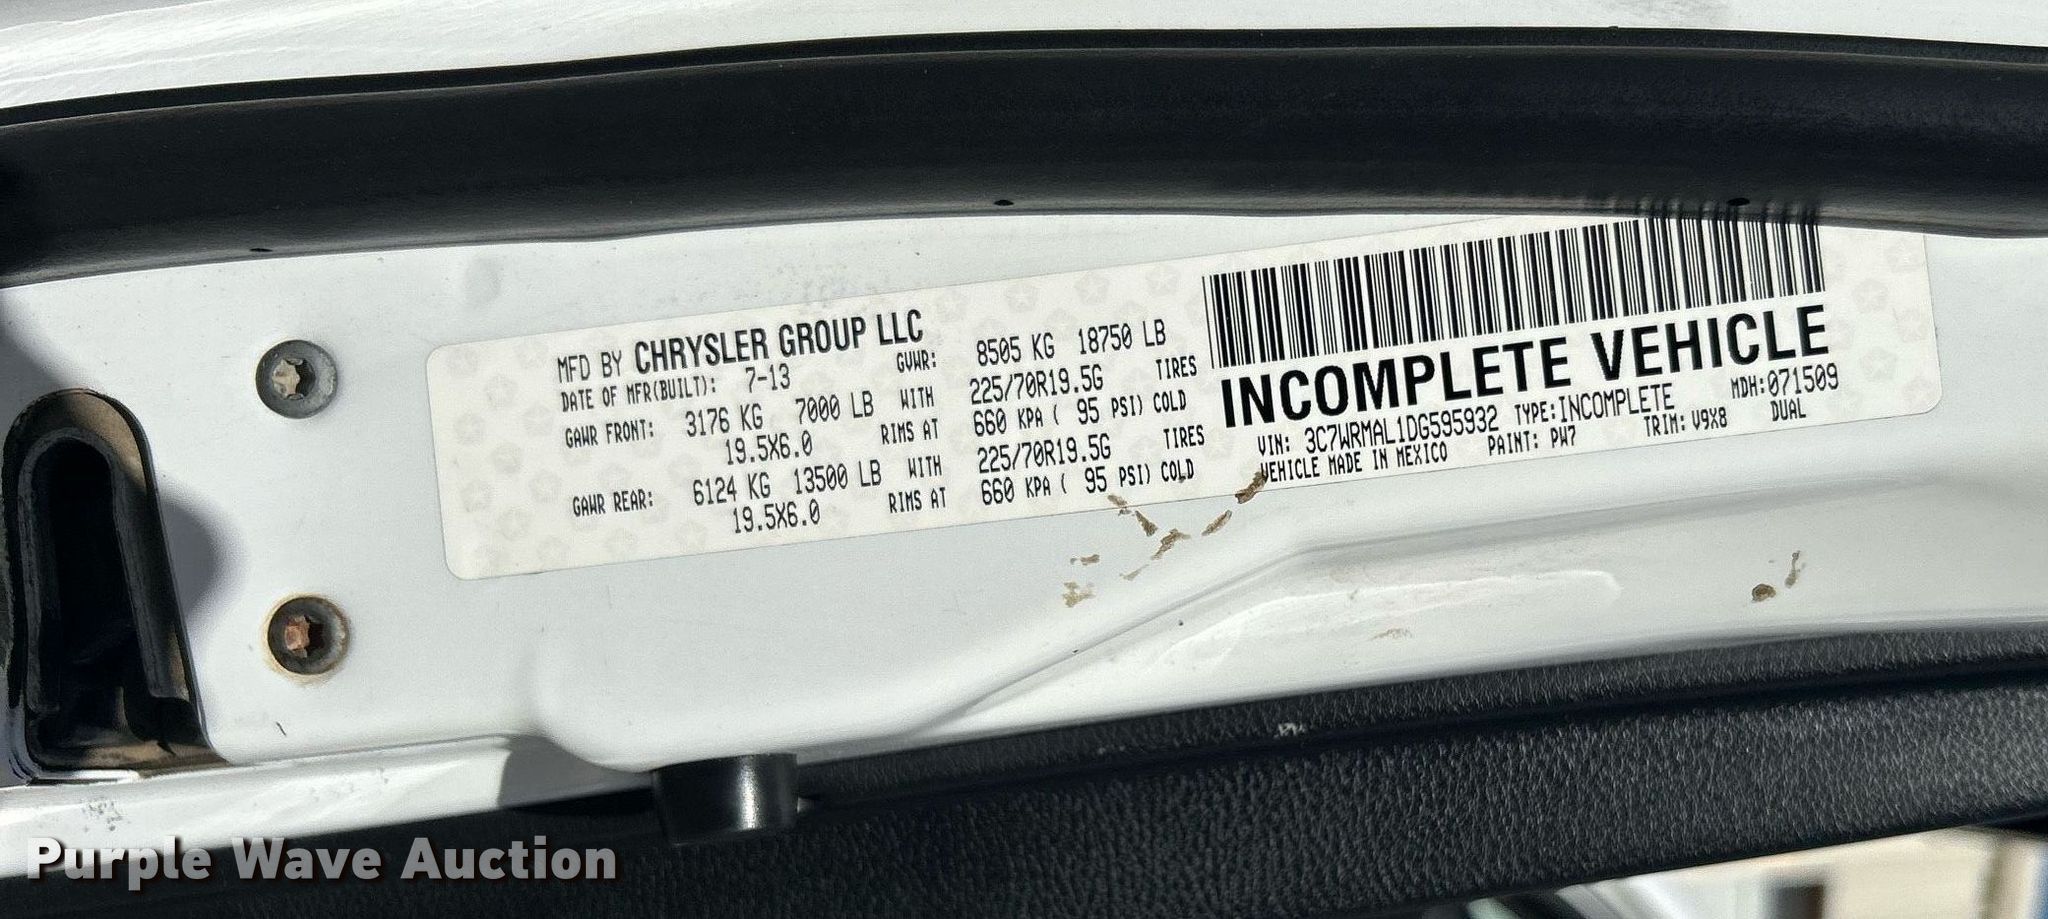 MFD BY CHRYSLER GROUP LLC
DATE OF MFR(BUILT): 7-13 GVWR: 8505 KG 18750 LB
GAWR FRONT: 3176 KG 7000 LB WITH 225/70R19.5G TIRES
19.5X6.0 RIMS AT 660 KPA ( 95 PSI) COLD
GAWR REAR: 6124 KG 13500 LB WITH 225/70R19.5G TIRES
19.5X6.0 RIMS AT 660 KPA ( 95 PSI) COLD
INCOMPLETE VEHICLE
VIN: 3C7WRMAL1DG595932 TYPE:INCOMPLETE MDH:071509
VEHICLE MADE IN MEXICO PAINT: PW7 TRIM: V9X8 DUAL
Purple Wave Auction